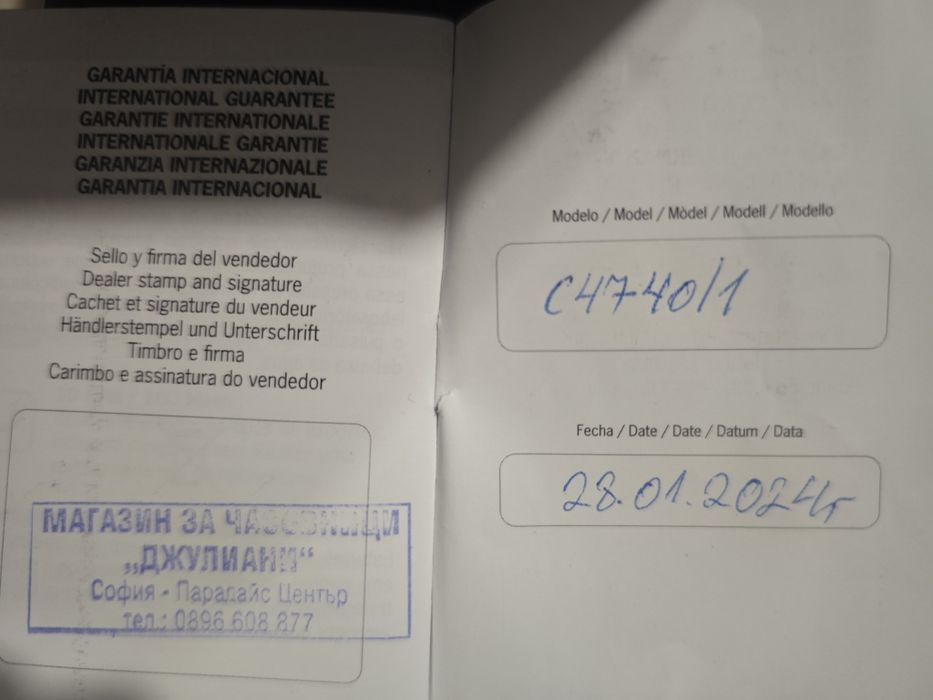 GARANTÍA INTERNACIONAL
INTERNATIONAL GUARANTEE
GARANTIE INTERNATIONALE
INTERNATIONALE GARANTIE
GARANZIA INTERNAZIONALE
GARANTIA INTERNACIONAL
Sello y firma del vendedor
Dealer stamp and signature
Cachet et signature du vendeur
Händlerstempel und Unterschrift
Timbro e firma
Carimbo e assinatura do vendedor
МАГАЗИН ЗА ЧАСОВНИЦИ
„ДЖУЛИАНИ“
София - Парадайс Център
тел.: 0896 608 877
Modelo / Model / Mòdel / Modell / Modello
C4740/1
Fecha / Date / Date / Datum / Data
28.01.2024г